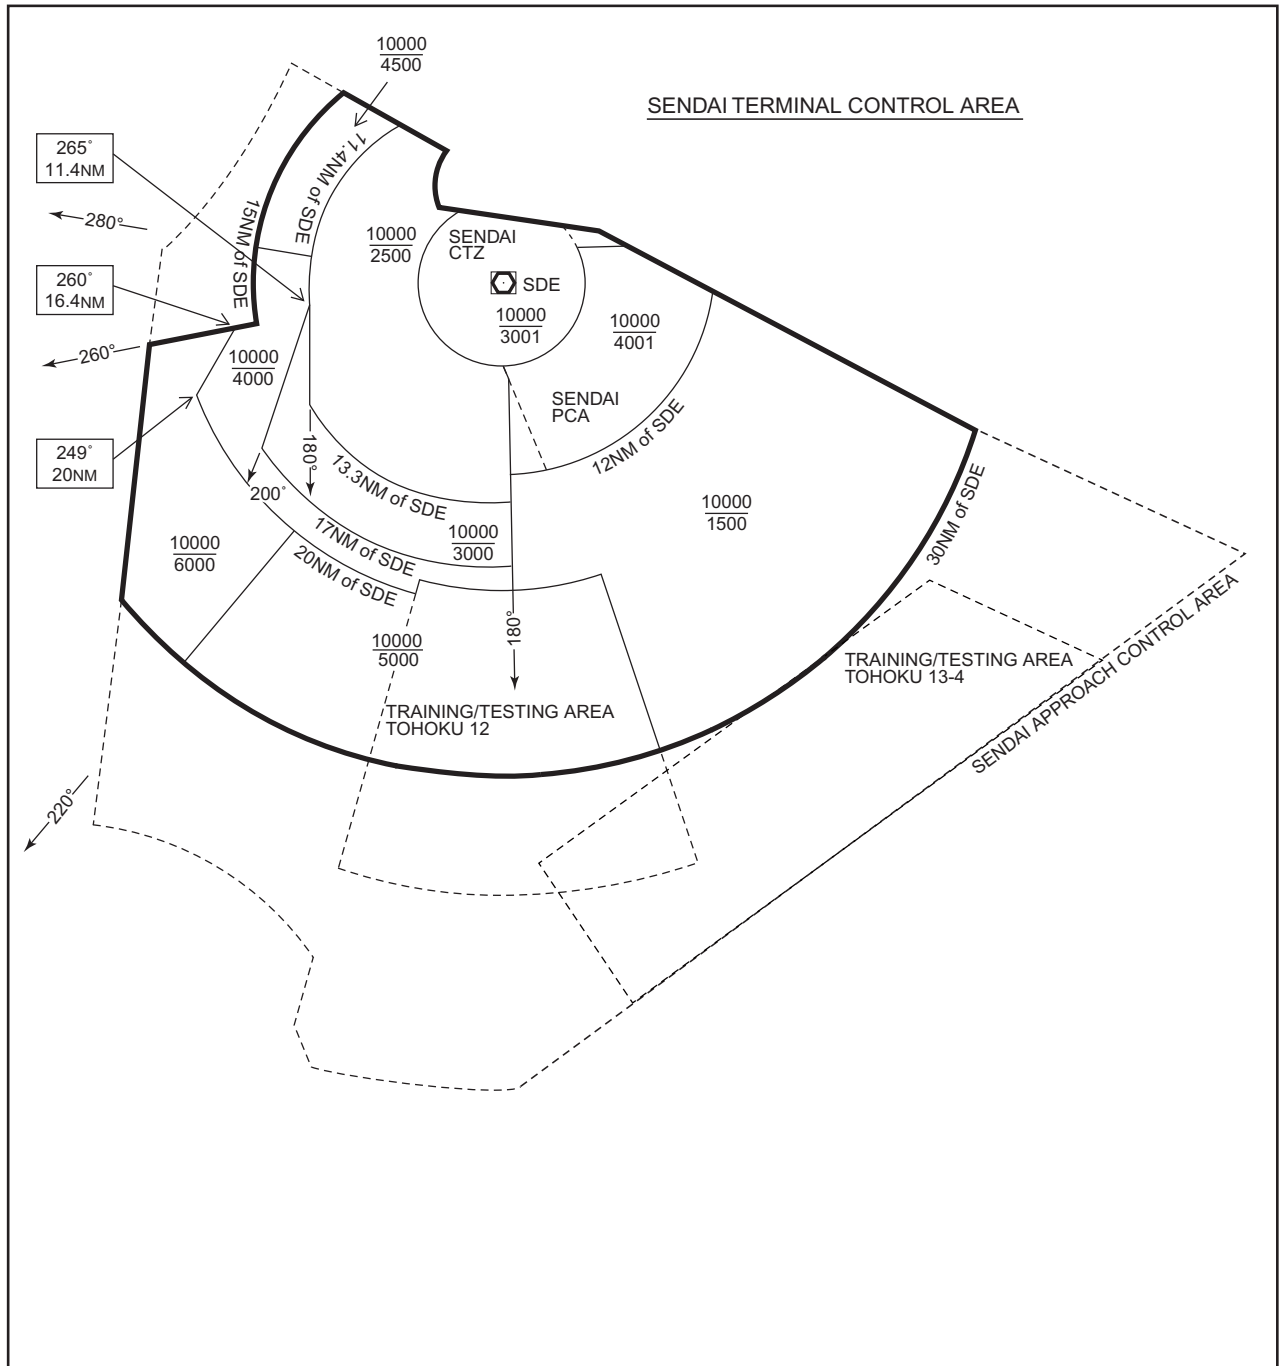 10000
4500
SENDAI TERMINAL CONTROL AREA
265°
11.4NM
11.4NM of SDE
280°
15NM of SDE
10000
2500
SENDAI
CTZ
SDE
260°
16.4NM
10000
3001
10000
4001
260°
10000
4000
SENDAI
PCA
12NM of SDE
249°
20NM
180°
13.3NM of SDE
200°
10000
1500
30NM of SDE
17NM of SDE
10000
3000
10000
6000
20NM of SDE
180°
10000
5000
TRAINING/TESTING AREA
TOHOKU 13-4
SENDAI APPROACH CONTROL AREA
TRAINING/TESTING AREA
TOHOKU 12
220°